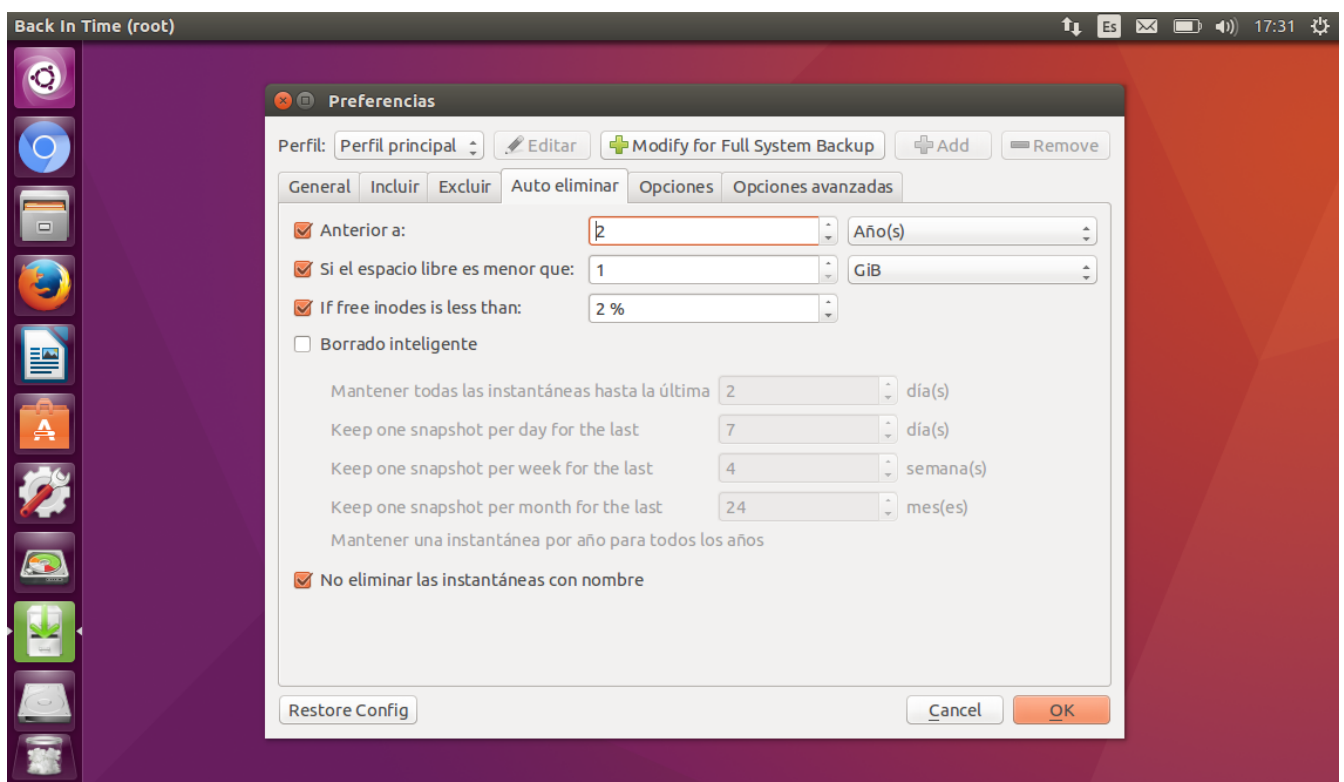 Back In Time (root) Es 17:31
Preferencias
Perfil: Perfil principal Editar Modify for Full System Backup Add Remove
General Incluir Excluir Auto eliminar Opciones Opciones avanzadas
Anterior a: 2 Año(s)
Si el espacio libre es menor que: 1 GiB
If free inodes is less than: 2 %
Borrado inteligente
Mantener todas las instantáneas hasta la última 2 día(s)
Keep one snapshot per day for the last 7 día(s)
Keep one snapshot per week for the last 4 semana(s)
Keep one snapshot per month for the last 24 mes(es)
Mantener una instantánea por año para todos los años
No eliminar las instantáneas con nombre
Restore Config Cancel OK